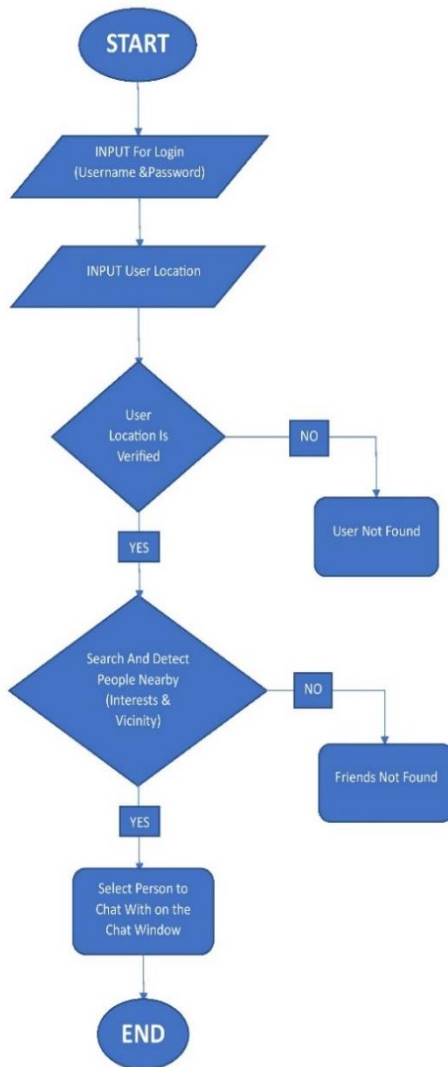 START
INPUT For Login
(Username &Password)
INPUT User Location
User
Location Is
Verified
NO
User Not Found
YES
Search And Detect
People Nearby
(Interests &
Vicinity)
NO
Friends Not Found
YES
Select Person to
Chat With on the
Chat Window
END